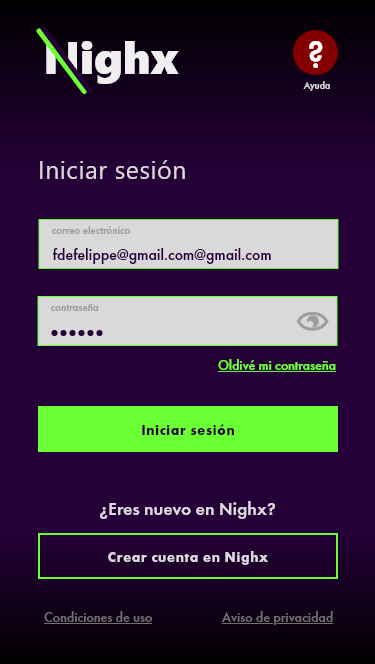 Nighx
?
Ayuda
Iniciar sesión
correo electrónico
fdefelippe@gmail.com@gmail.com
contraseña
••••••
Oldivé mi contraseña
Iniciar sesión
¿Eres nuevo en Nighx?
Crear cuenta en Nighx
Condiciones de uso Aviso de privacidad